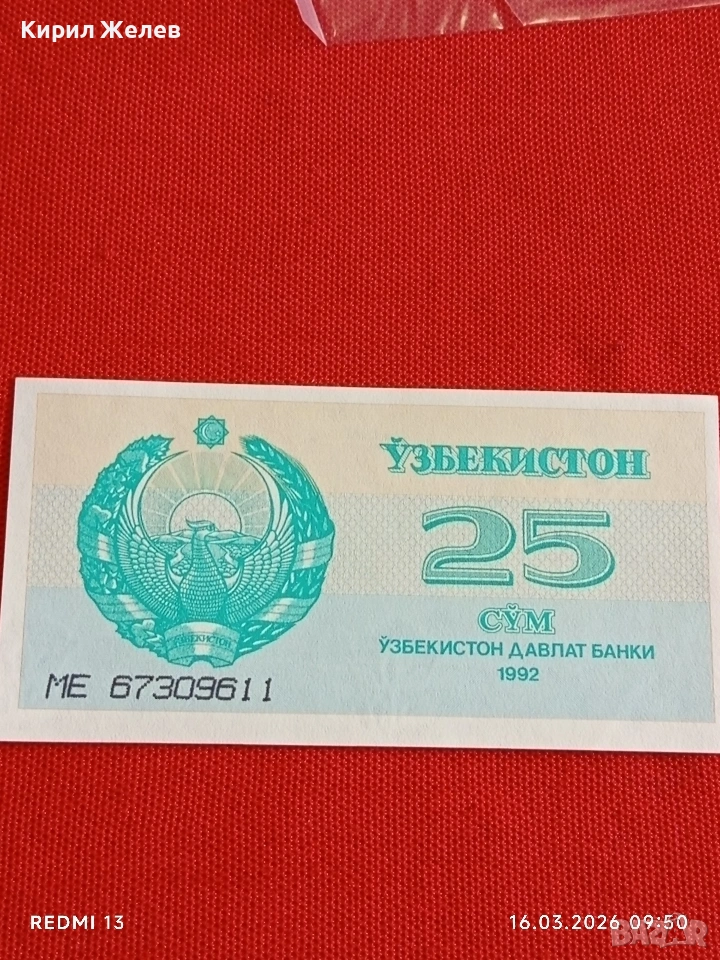 Кирил Желев
ЎЗБЕКИСТОН
25
СЎМ
ЎЗБЕКИСТОН ДАВЛАТ БАНКИ
1992
ЎЗБЕКИСТОН
МЕ 67309611
REDMI 13
16.03.2026 09:50
BAZAR